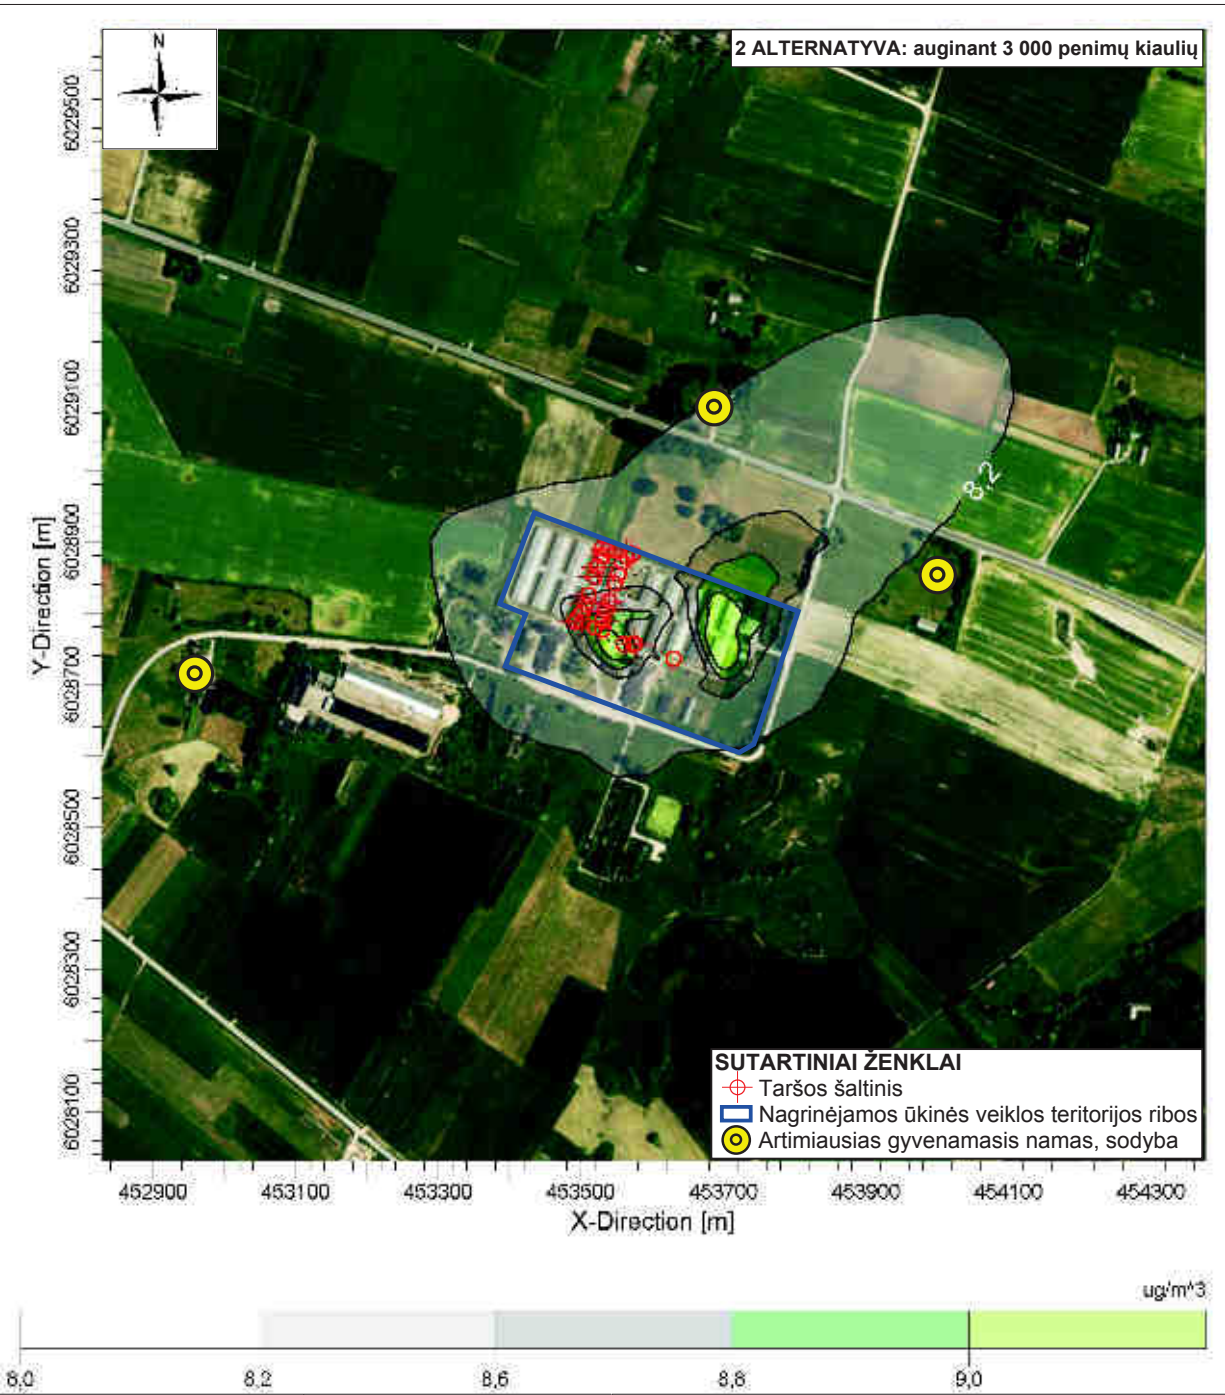 N
2 ALTERNATYVA: auginant 3 000 penimų kiaulių
6029500
6029300
6029100
6028900
6028700
6028500
6028300
6028100
Y-Direction [m]
8,2
SUTARTINIAI ŽENKLAI
Taršos šaltinis
Nagrinėjamos ūkinės veiklos teritorijos ribos
Artimiausias gyvenamasis namas, sodyba
452900 453100 453300 453500 453700 453900 454100 454300
X-Direction [m]
ug/m^3
8,0 8,2 8,6 8,8 9,0